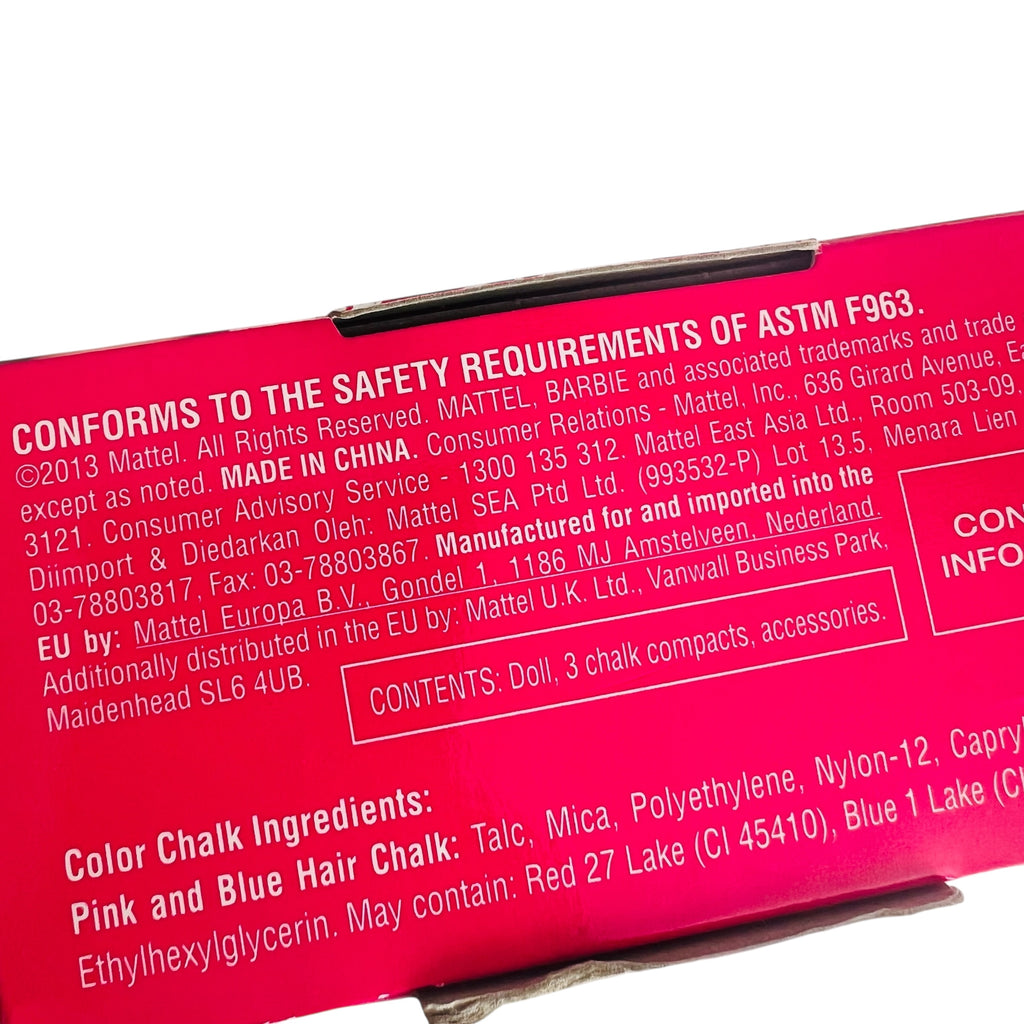 CONFORMS TO THE SAFETY REQUIREMENTS OF ASTM F963.
©2013 Mattel. All Rights Reserved. MATTEL, BARBIE and associated trademarks and trade
except as noted. MADE IN CHINA. Consumer Relations - Mattel, Inc., 636 Girard Avenue,
3121. Consumer Advisory Service - 1300 135 312. Mattel East Asia Ltd., Room 503-09,
Diimport & Diedarkan Oleh: Mattel SEA Ptd Ltd. (993532-P) Lot 13.5, Menara Lien
03-78803817, Fax: 03-78803867. Manufactured for and imported into the
EU by: Mattel Europa B.V., Gondel 1, 1186 MJ Amstelveen, Nederland.
Additionally distributed in the EU by: Mattel U.K. Ltd., Vanwall Business Park,
Maidenhead SL6 4UB.
CONTENTS: Doll, 3 chalk compacts, accessories.
Color Chalk Ingredients:
Pink and Blue Hair Chalk: Talc, Mica, Polyethylene, Nylon-12,
Ethylhexylglycerin. May contain: Red 27 Lake (CI 45410), Blue 1 Lake